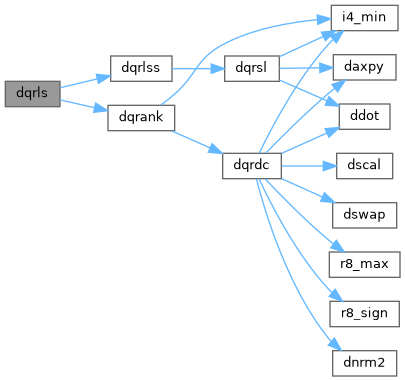 dqrls
dqrlss
dqrank
dqrsl
dqrdc
i4_min
daxpy
ddot
dscal
dswap
r8_max
r8_sign
dnrm2